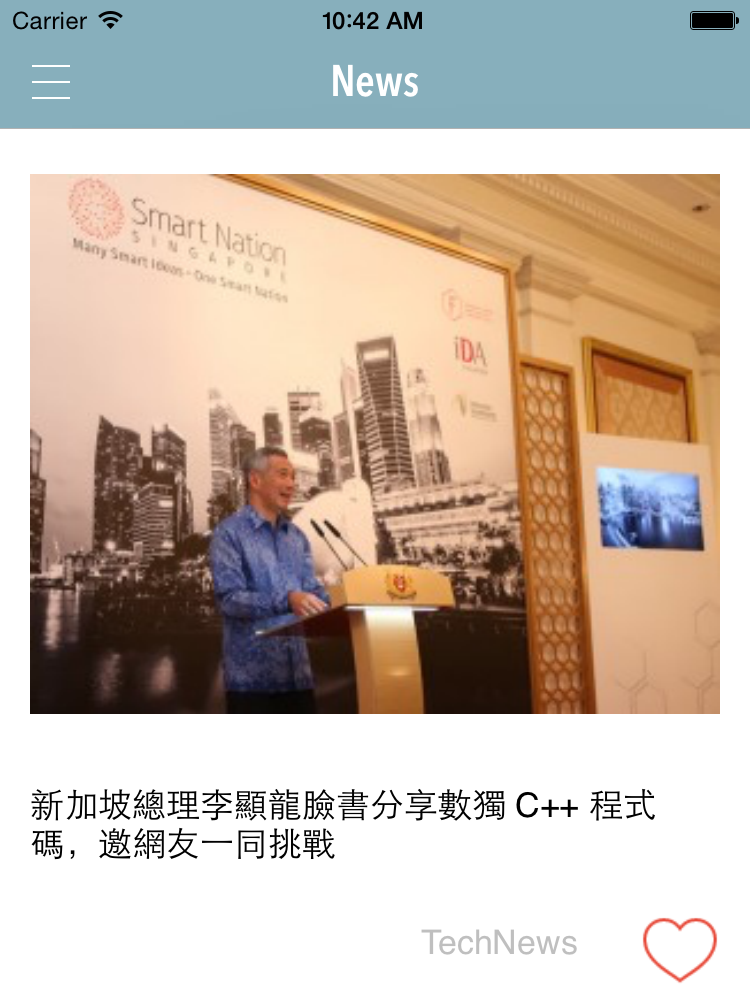 Carrier
10:42 AM
News
Smart Nation
SINGAPORE
Many Smart Ideas - One Smart Nation
iDA
新加坡總理李顯龍臉書分享數獨 C++ 程式
碼，邀網友一同挑戰
TechNews